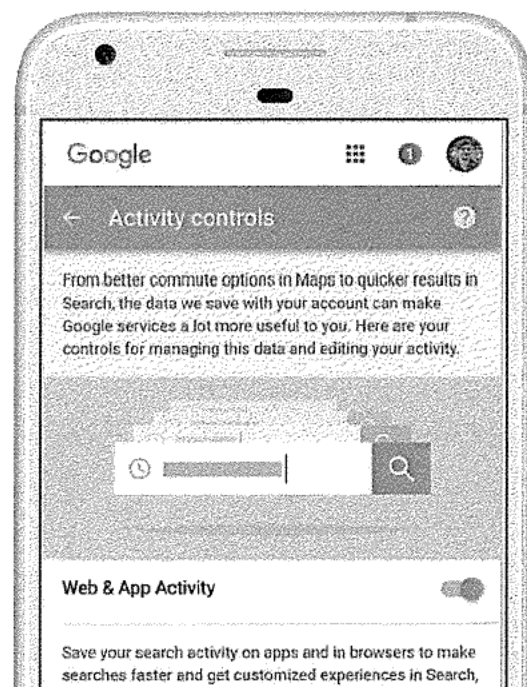 Google
1
Activity controls
From better commute options in Maps to quicker results in
Search, the data we save with your account can make
Google services a lot more useful to you. Here are your
controls for managing this data and editing your activity.
Web & App Activity
Save your search activity on apps and in browsers to make
searches faster and get customized experiences in Search,